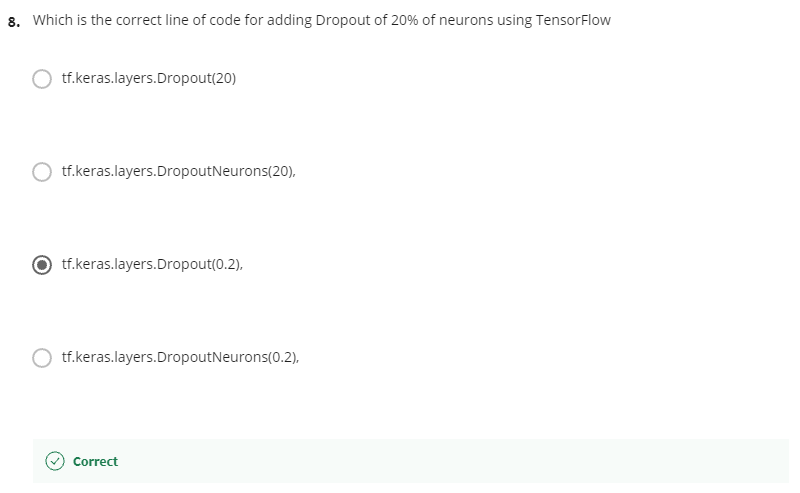 8. Which is the correct line of code for adding Dropout of 20% of neurons using TensorFlow
tf.keras.layers.Dropout(20)
tf.keras.layers.DropoutNeurons(20),
tf.keras.layers.Dropout(0.2),
tf.keras.layers.DropoutNeurons(0.2),
Correct